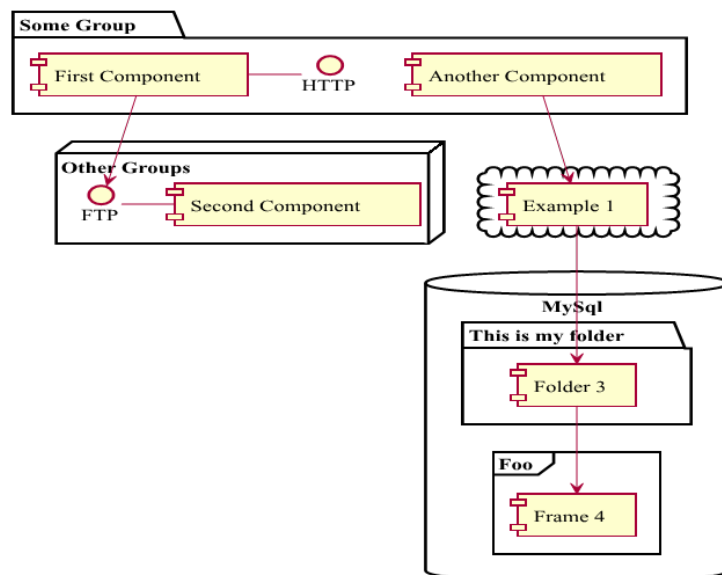 Some Group
First Component
HTTP
Another Component
Other Groups
FTP
Second Component
Example 1
MySql
This is my folder
Folder 3
Foo
Frame 4